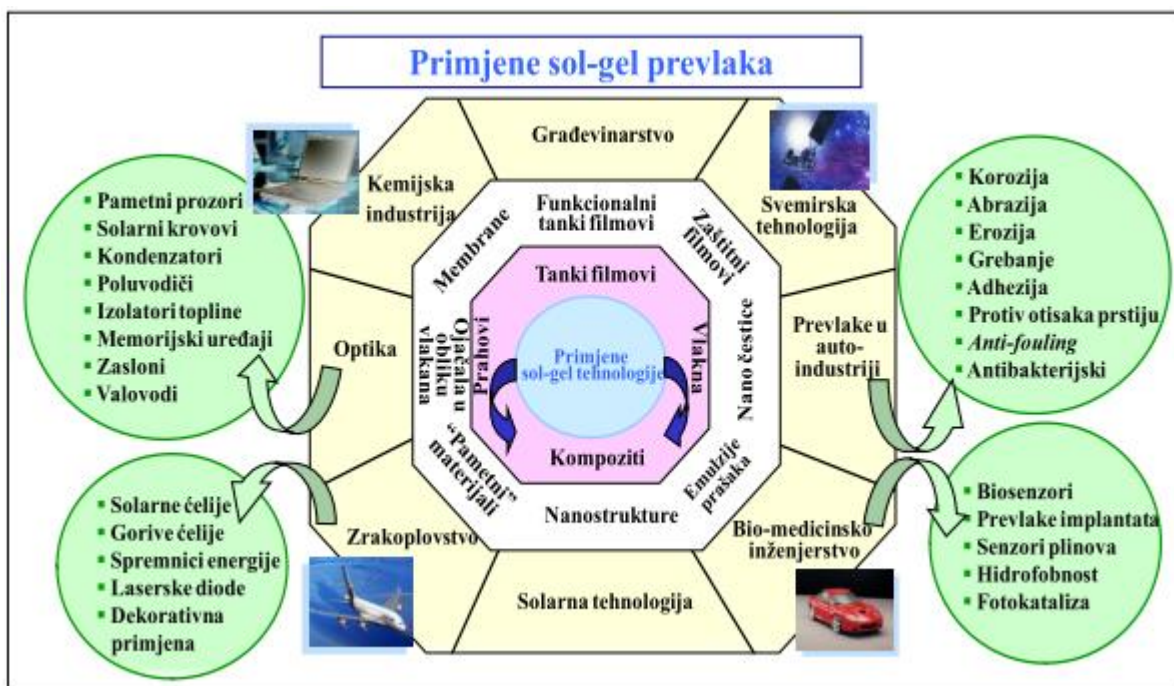 Primjene sol-gel prevlaka
Građevinarstvo
Kemijska
industrija
Svemirska
tehnologija
Optika
Prevlake u
auto-
industriji
Zrakoplovstvo
Bio-medicinsko
inženjerstvo
Solarna tehnologija
Funkcionalni
tanki filmovi
Membrane
Zaštitni
filmovi
Ojačala u
obliku
vlakana
Nano čestice
“Pametni”
materijali
Emulzije
prašaka
Nanostrukture
Tanki filmovi
Prahovi
Vlakna
Kompoziti
Primjene
sol-gel tehnologije
▪ Pametni prozori
▪ Solarni krovovi
▪ Kondenzatori
▪ Poluvodiči
▪ Izolatori topline
▪ Memorijski uređaji
▪ Zasloni
▪ Valovodi
▪ Korozija
▪ Abrazija
▪ Erozija
▪ Grebanje
▪ Adhezija
▪ Protiv otisaka prstiju
▪ Anti-fouling
▪ Antibakterijski
▪ Solarne ćelije
▪ Gorive ćelije
▪ Spremnici energije
▪ Laserske diode
▪ Dekorativna
primjena
▪ Biosenzori
▪ Prevlake implantata
▪ Senzori plinova
▪ Hidrofobnost
▪ Fotokataliza